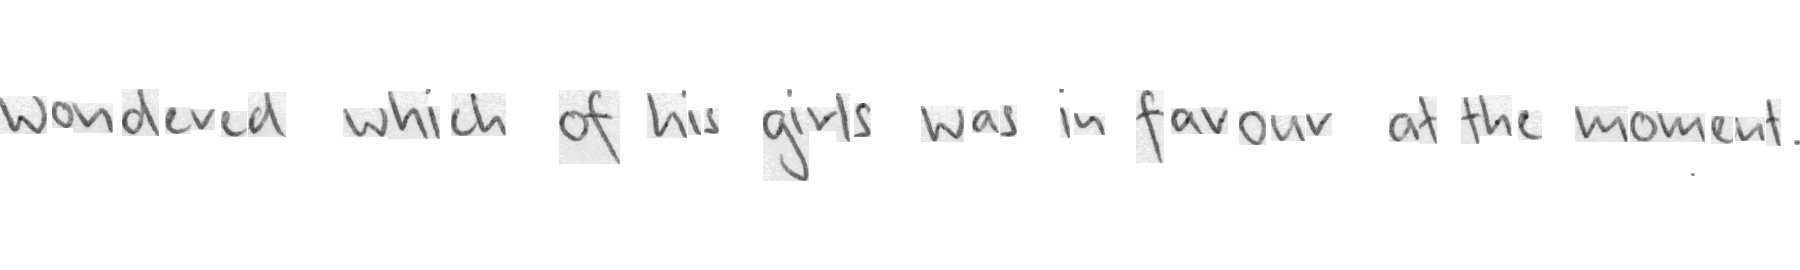 wondered which of his girls was in favour at the moment.